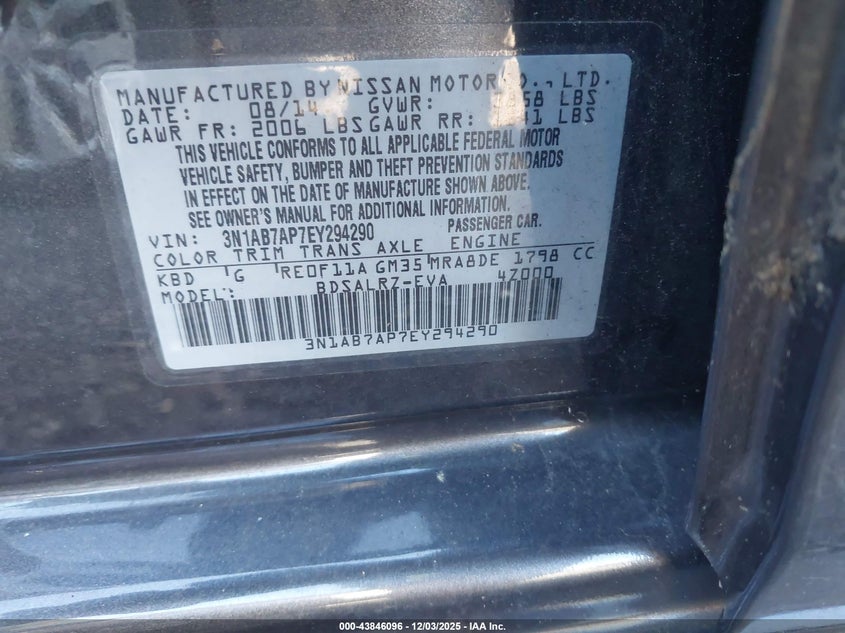 MANUFACTURED BY NISSAN MOTOR CO., LTD.
DATE: 08/14 GVWR: 68 LBS
GAWR FR: 2006 LBS GAWR RR: 41 LBS
THIS VEHICLE CONFORMS TO ALL APPLICABLE FEDERAL MOTOR
VEHICLE SAFETY, BUMPER AND THEFT PREVENTION STANDARDS
IN EFFECT ON THE DATE OF MANUFACTURE SHOWN ABOVE.
SEE OWNER'S MANUAL FOR ADDITIONAL INFORMATION.
VIN: 3N1AB7AP7EY294290 PASSENGER CAR.
COLOR TRIM TRANS AXLE ENGINE
KBD G RE0F11A GM35 MRA8DE 1798 CC
MODEL: BDSALRZ-EVA 4Z000
3N1AB7AP7EY294290
000-43846096 - 12/03/2025 - IAA Inc.